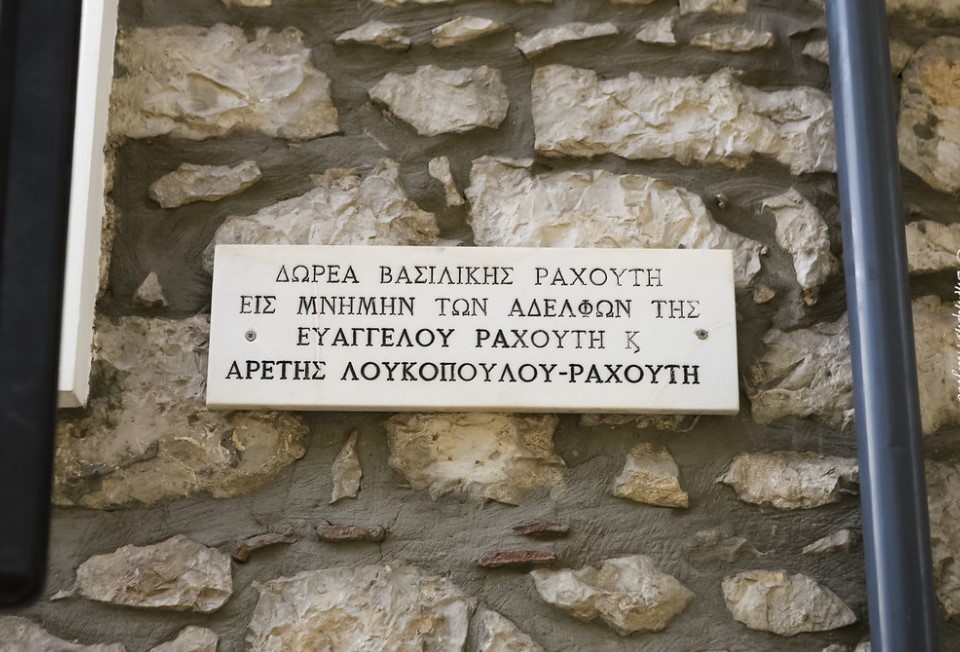 ΔΩΡΕΑ ΒΑΣΙΛΙΚΗΣ ΡΑΧΟΥΤΗ
ΕΙΣ ΜΝΗΜΗΝ ΤΩΝ ΑΔΕΛΦΩΝ ΤΗΣ
ΕΥΑΓΓΕΛΟΥ ΡΑΧΟΥΤΗ Ϗ
ΑΡΕΤΗΣ ΛΟΥΚΟΠΟΥΛΟΥ-ΡΑΧΟΥΤΗ